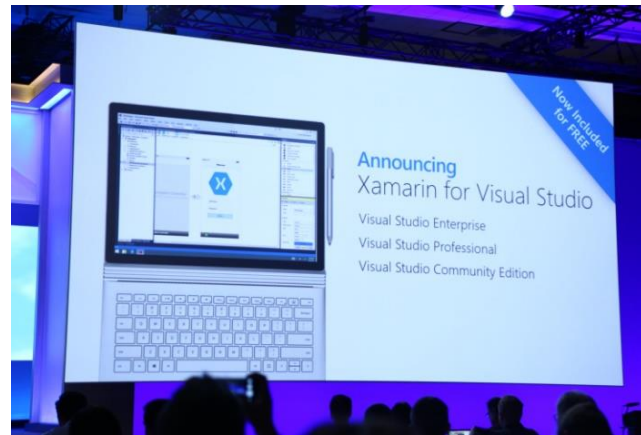 Now Included
for FREE
Announcing
Xamarin for Visual Studio
Visual Studio Enterprise
Visual Studio Professional
Visual Studio Community Edition